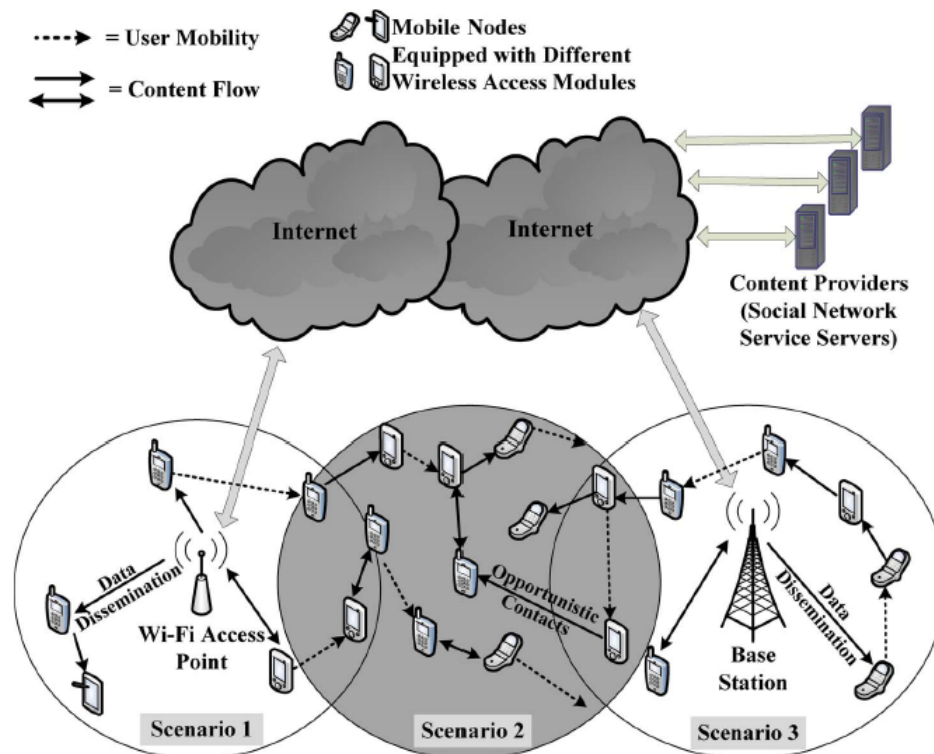 = User Mobility
= Content Flow
Mobile Nodes
Equipped with Different
Wireless Access Modules
Internet
Internet
Content Providers
(Social Network
Service Servers)
Data
Dissemination
Wi-Fi Access
Point
Opportunistic
Contacts
Data
Dissemination
Base
Station
Scenario 1
Scenario 2
Scenario 3